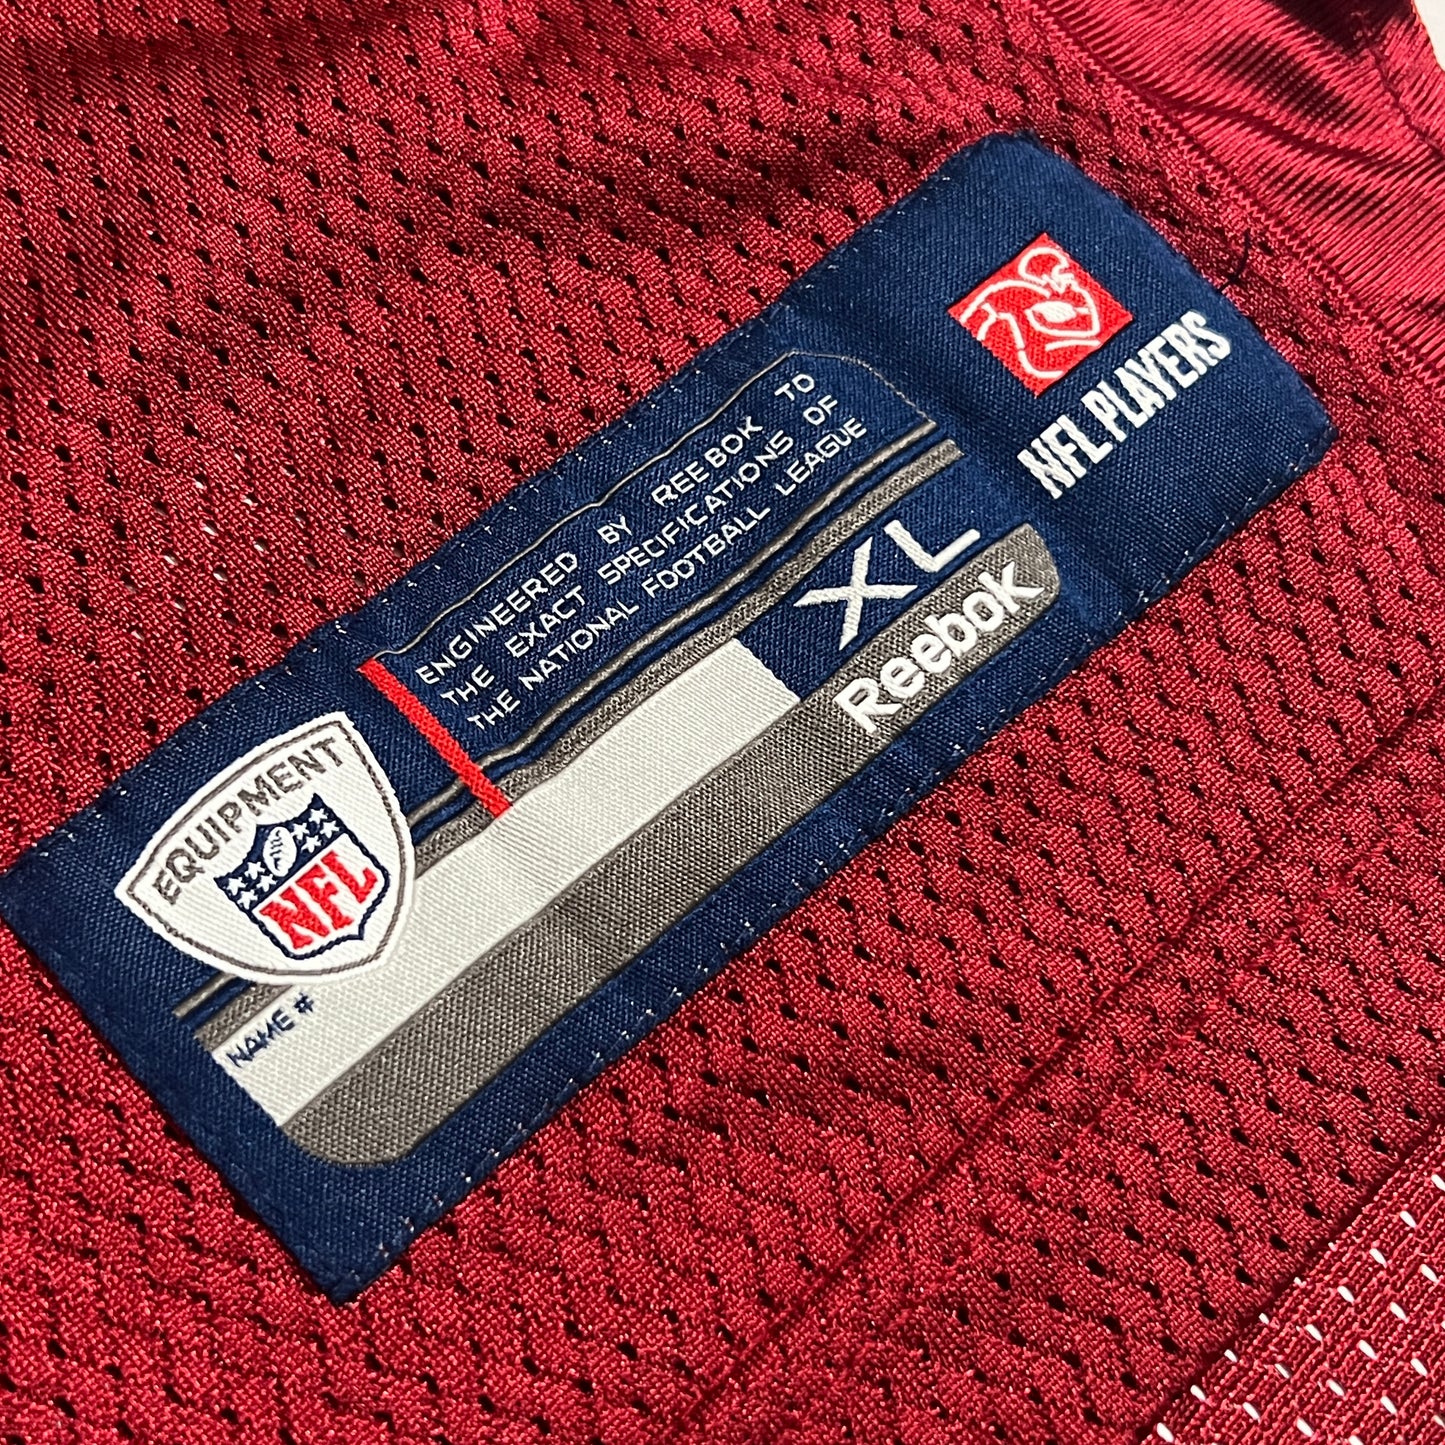 NFL PLAYERS
ENGINEERED BY REEBOK TO
THE EXACT SPECIFICATIONS OF
THE NATIONAL FOOTBALL LEAGUE
XL
Reebok
EQUIPMENT
NFL
NAME #